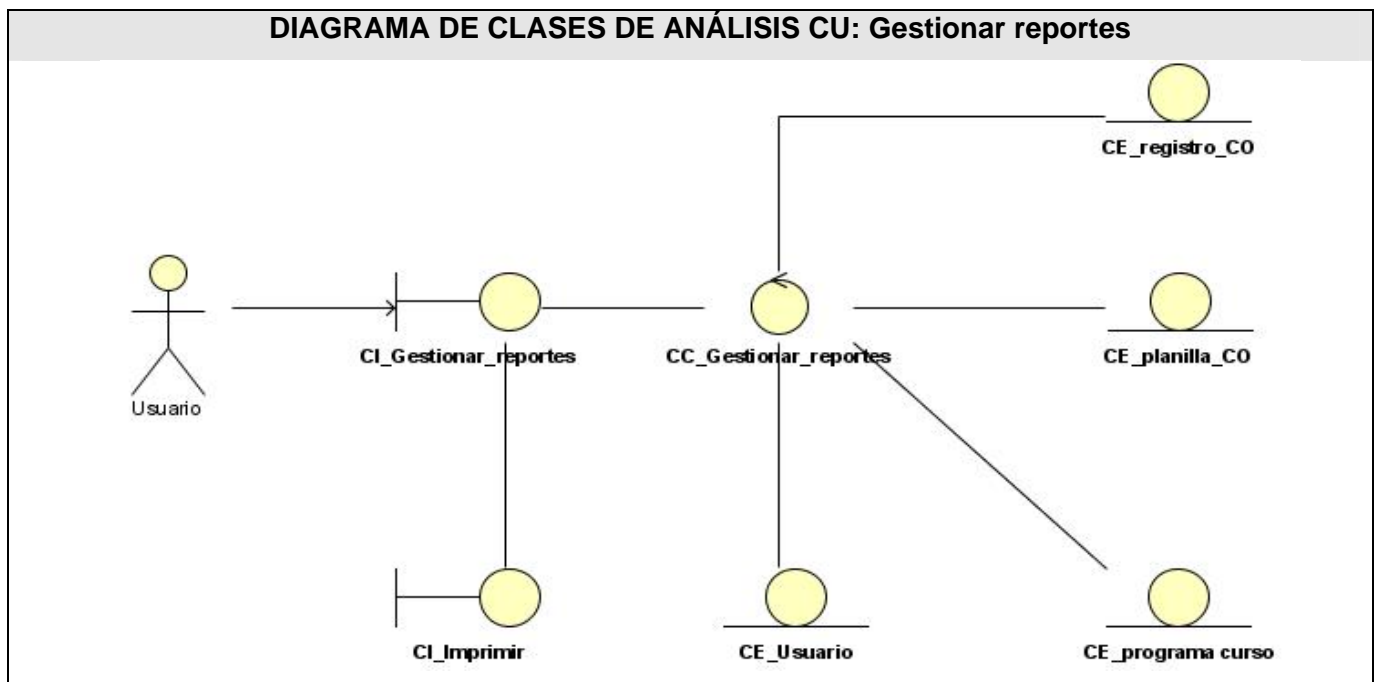 DIAGRAMA DE CLASES DE ANÁLISIS CU: Gestionar reportes
CE_registro_CO
Usuario
CI_Gestionar_reportes
CC_Gestionar_reportes
CE_planilla_CO
CI_Imprimir
CE_Usuario
CE_programa curso